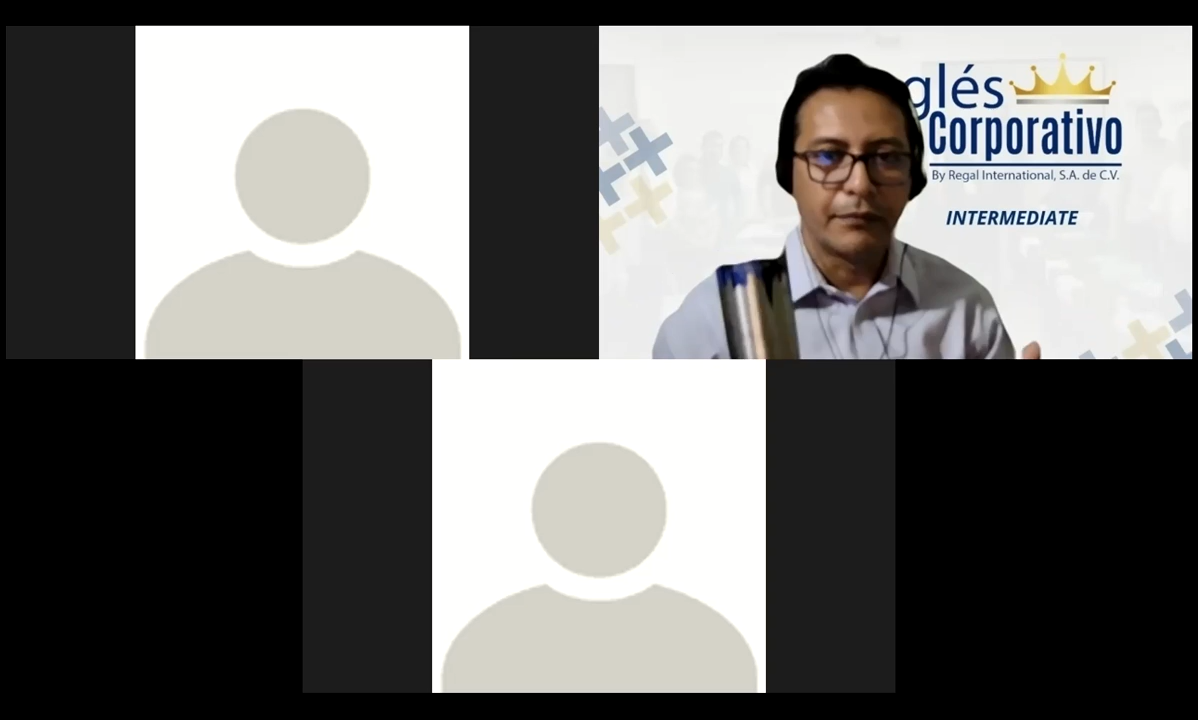 glés
Corporativo
By Regal International, S.A. de C.V.
INTERMEDIATE